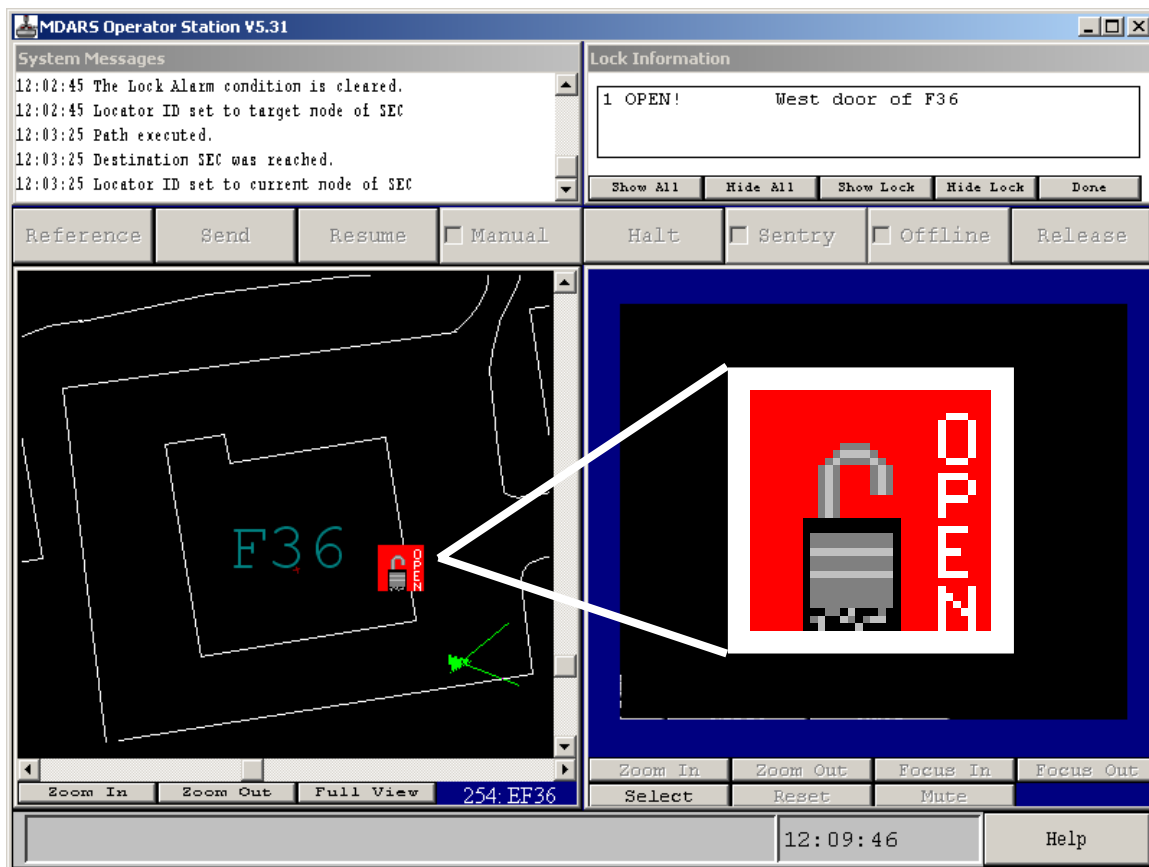 MDARS Operator Station V5.31
System Messages
12:02:45 The Lock Alarm condition is cleared.
12:02:45 Locator ID set to target node of SEC
12:03:25 Path executed.
12:03:25 Destination SEC was reached.
12:03:25 Locator ID set to current node of SEC
Lock Information
1 OPEN! West door of F36
Show All Hide All Show Lock Hide Lock Done
Reference Send Resume Manual Halt Sentry Offline Release
F36
OPEN
OPEN
Zoom In Zoom Out Full View 254: EF36
Zoom In Zoom Out Focus In Focus Out
Select Reset Mute
12:09:46 Help